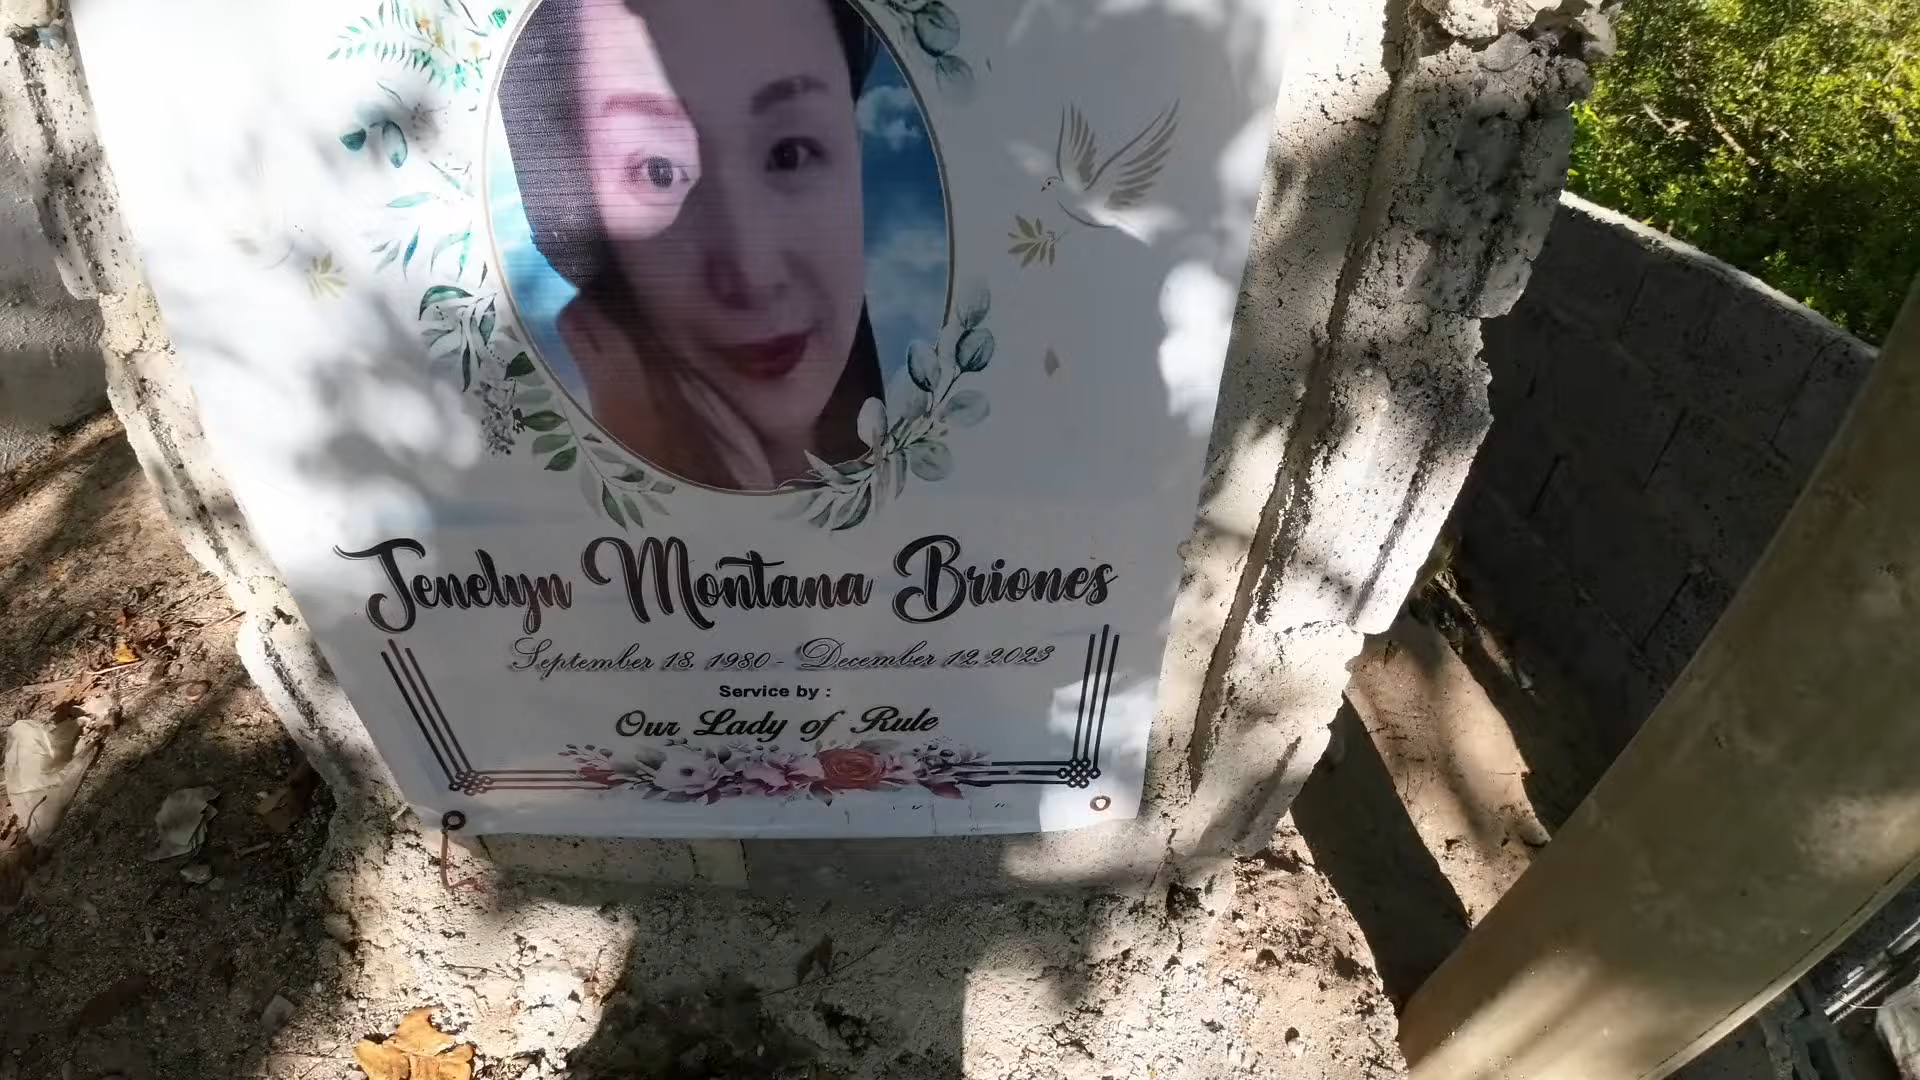 Jenelyn Montana Briones
September 18, 1980 - December 12, 2023
Service by :
Our Lady of Rule